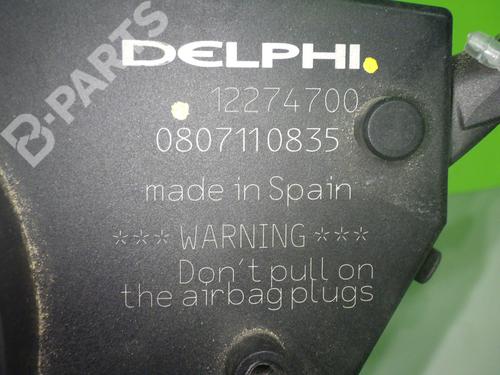 B-PARTS
DELPHI
12274700
0807110835
made in Spain
*** WARNING ***
Don't pull on
the airbag plugs